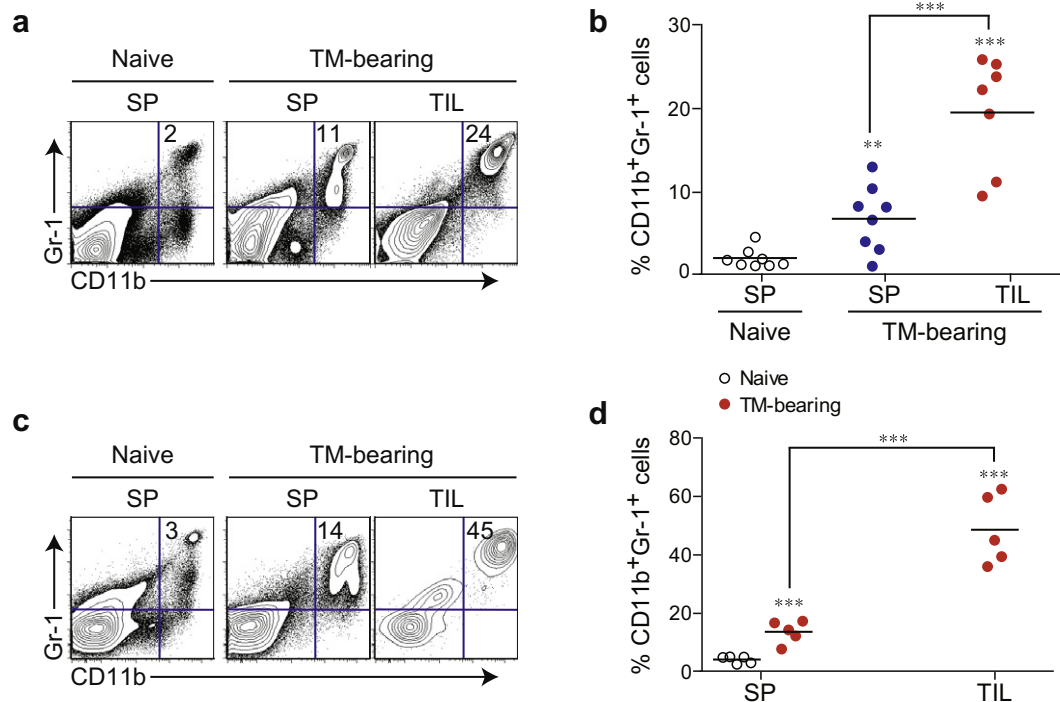 a
Naive TM-bearing
SP SP TIL
2 11 24
Gr-1
CD11b
b
% CD11b+Gr-1+ cells
30
20
10
0
***
***
**
SP SP TIL
Naive TM-bearing
Naive
TM-bearing
c
Naive TM-bearing
SP SP TIL
3 14 45
Gr-1
CD11b
d
% CD11b+Gr-1+ cells
80
60
40
20
0
***
***
***
SP TIL